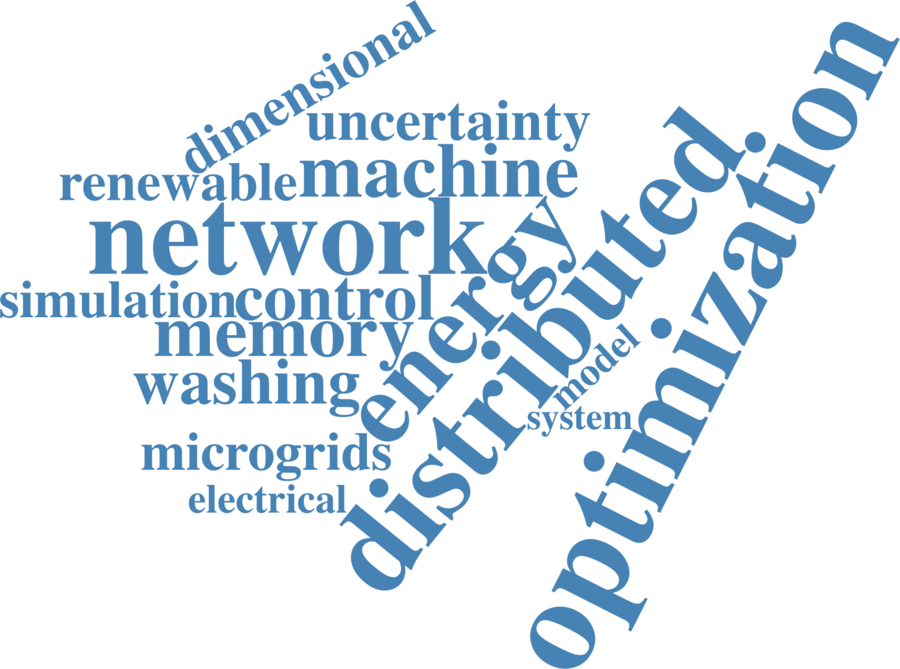 dimensional
uncertainty
renewable
machine
network
energy
simulation
control
memory
washing
distributed
optimization
model
system
microgrids
electrical